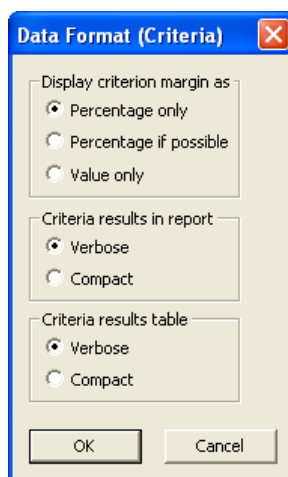 Data Format (Criteria)
Display criterion margin as
Percentage only
Percentage if possible
Value only
Criteria results in report
Verbose
Compact
Criteria results table
Verbose
Compact
OK Cancel